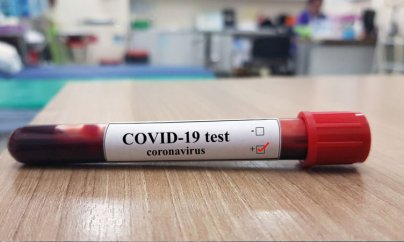 COVID-19 test
coronavirus
-
+